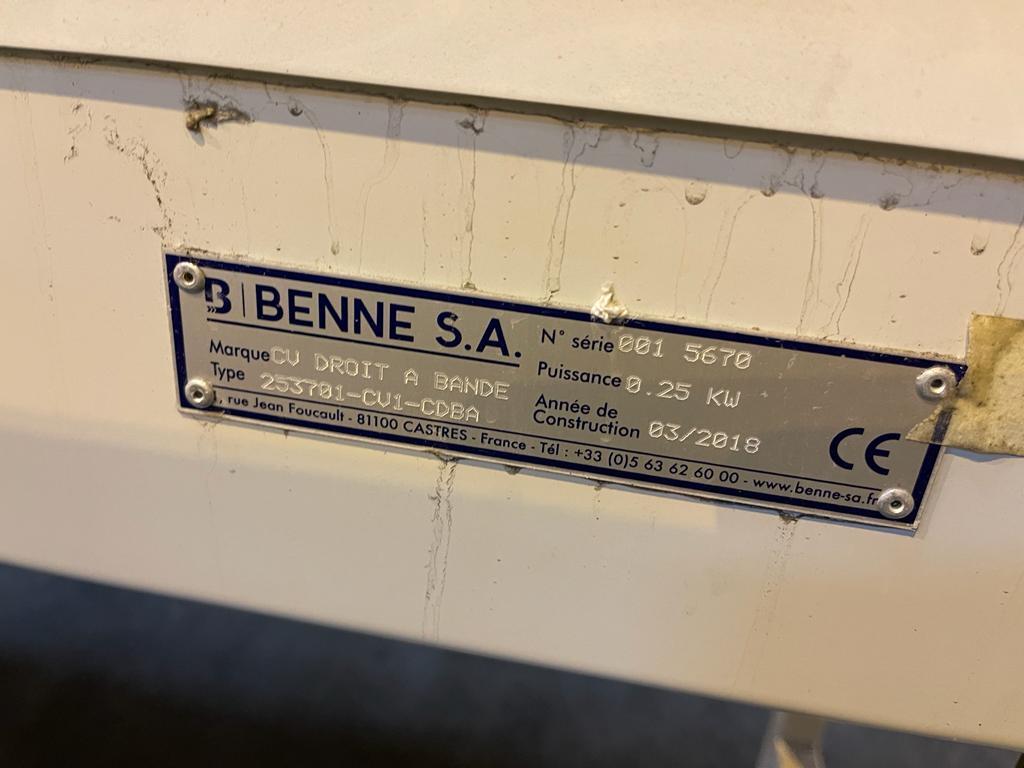 B | BENNE S.A.
Marque CV DROIT A BANDE
Type 253701-CV1-CDBA
N° série 001 5670
Puissance 0.25 KW
Année de
Construction 03/2018
CE
1, rue Jean Foucault - 81100 CASTRES - France - Tél : +33 (0)5 63 62 60 00 - www.benne-sa.fr